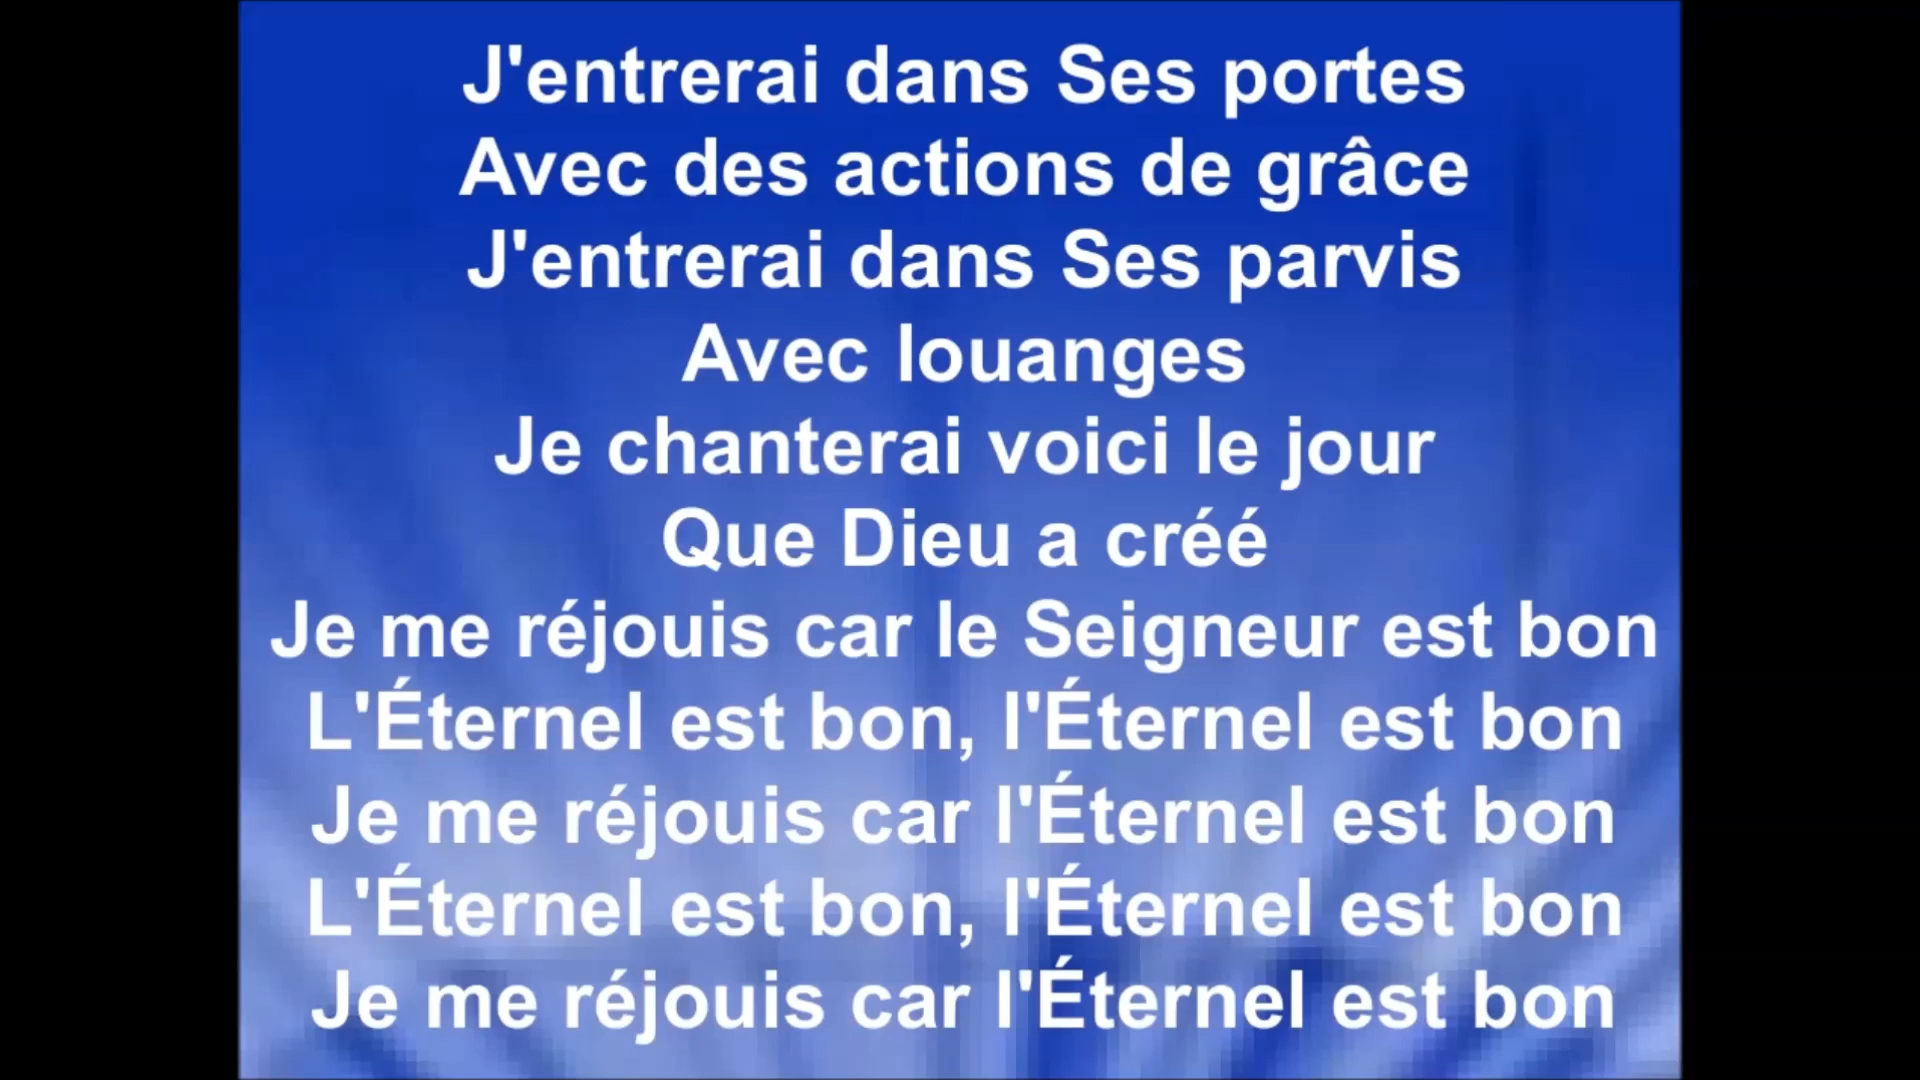 J'entrerai dans Ses portes
Avec des actions de grâce
J'entrerai dans Ses parvis
Avec louanges
Je chanterai voici le jour
Que Dieu a créé
Je me réjouis car le Seigneur est bon
L'Éternel est bon, l'Éternel est bon
Je me réjouis car l'Éternel est bon
L'Éternel est bon, l'Éternel est bon
Je me réjouis car l'Éternel est bon